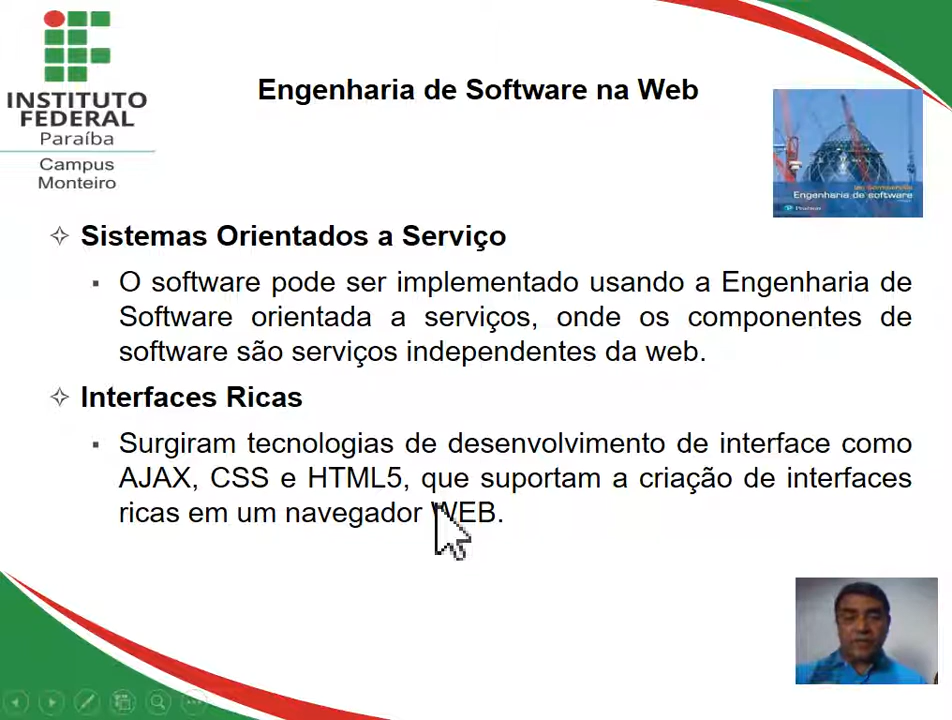 INSTITUTO
FEDERAL
Paraíba
Campus
Monteiro
Engenharia de Software na Web
Ian Sommerville
Engenharia de software
Pearson
Sistemas Orientados a Serviço
O software pode ser implementado usando a Engenharia de
Software orientada a serviços, onde os componentes de
software são serviços independentes da web.
Interfaces Ricas
Surgiram tecnologias de desenvolvimento de interface como
AJAX, CSS e HTML5, que suportam a criação de interfaces
ricas em um navegador WEB.